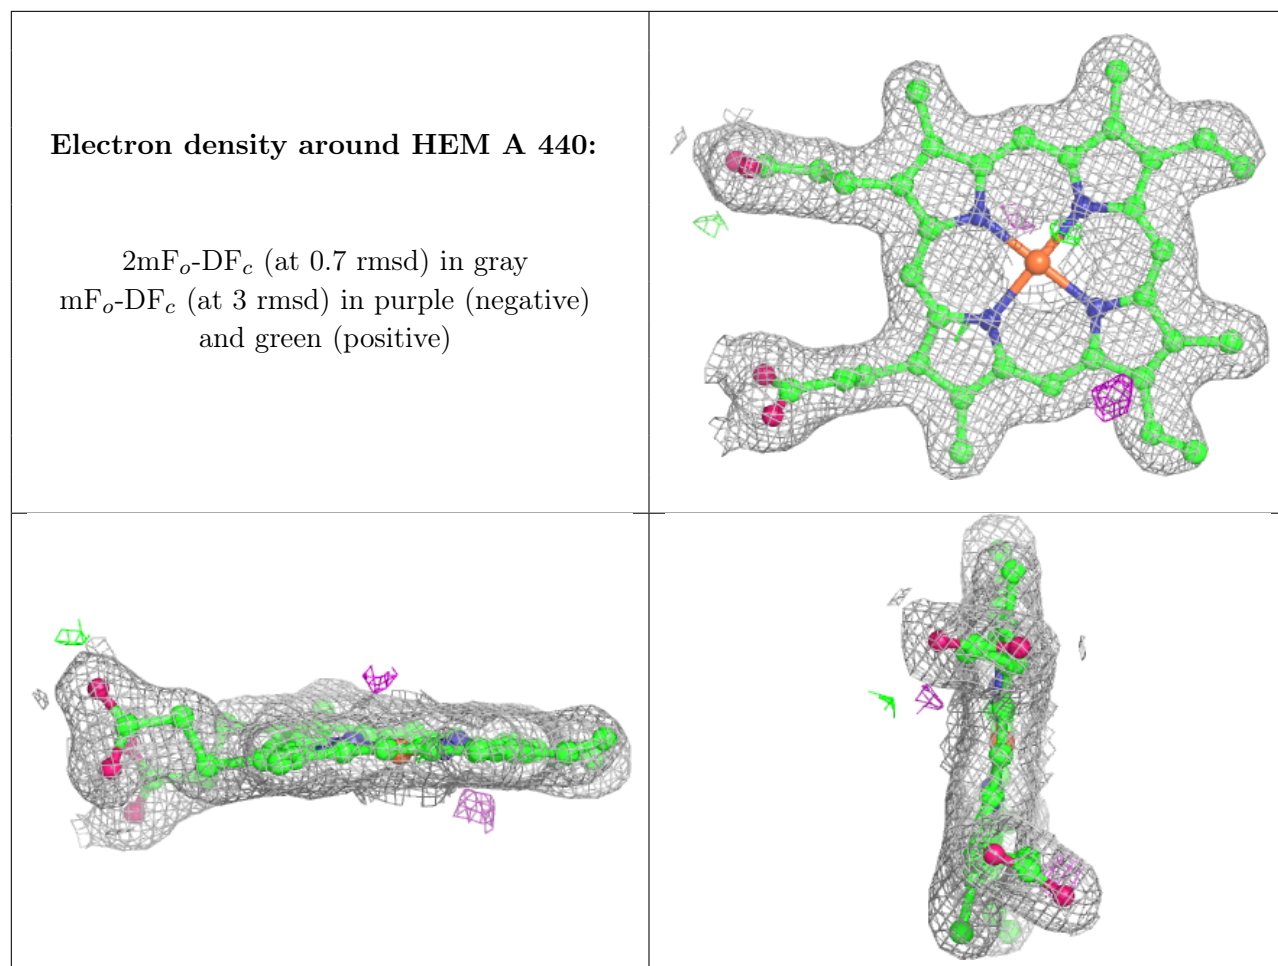 Electron density around HEM A 440:
2mFₒ-DF𝒸 (at 0.7 rmsd) in gray
mFₒ-DF𝒸 (at 3 rmsd) in purple (negative)
and green (positive)